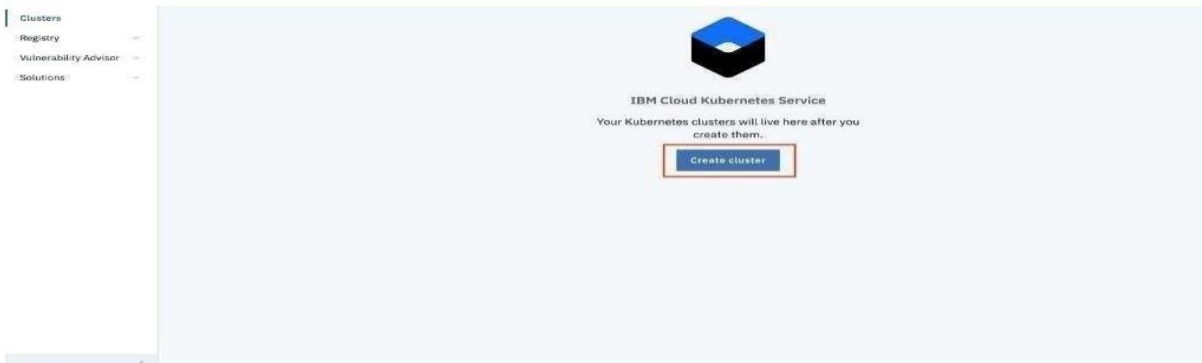 Clusters
Registry
Vulnerability Advisor
Solutions
IBM Cloud Kubernetes Service
Your Kubernetes clusters will live here after you
create them.
Create cluster